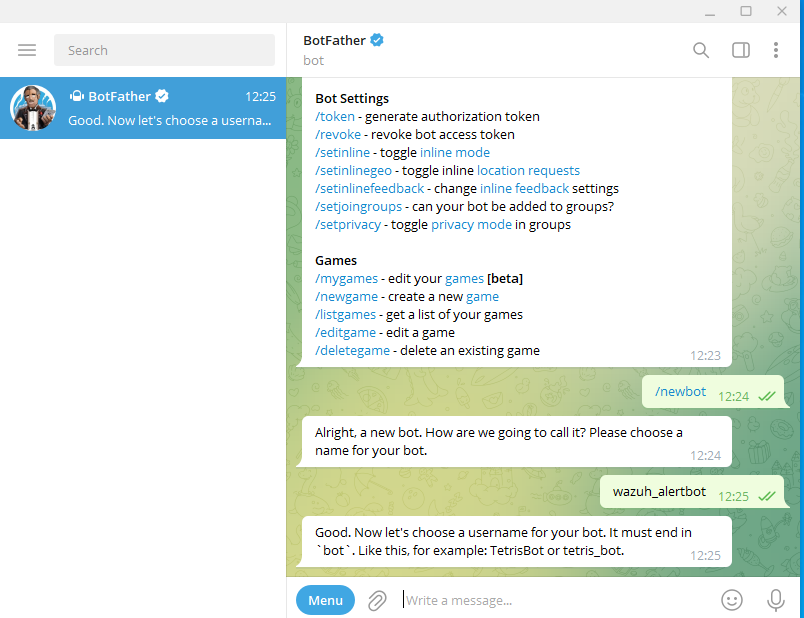 Search
BotFather
12:25
Good. Now let's choose a userna...
BotFather
bot
Bot Settings
/token - generate authorization token
/revoke - revoke bot access token
/setinline - toggle inline mode
/setinlinegeo - toggle inline location requests
/setinlinefeedback - change inline feedback settings
/setjoingroups - can your bot be added to groups?
/setprivacy - toggle privacy mode in groups
Games
/mygames - edit your games [beta]
/newgame - create a new game
/listgames - get a list of your games
/editgame - edit a game
/deletegame - delete an existing game
12:23
/newbot 12:24
Alright, a new bot. How are we going to call it? Please choose a
name for your bot.
12:24
wazuh_alertbot 12:25
Good. Now let's choose a username for your bot. It must end in
`bot`. Like this, for example: TetrisBot or tetris_bot.
12:25
Menu
Write a message...